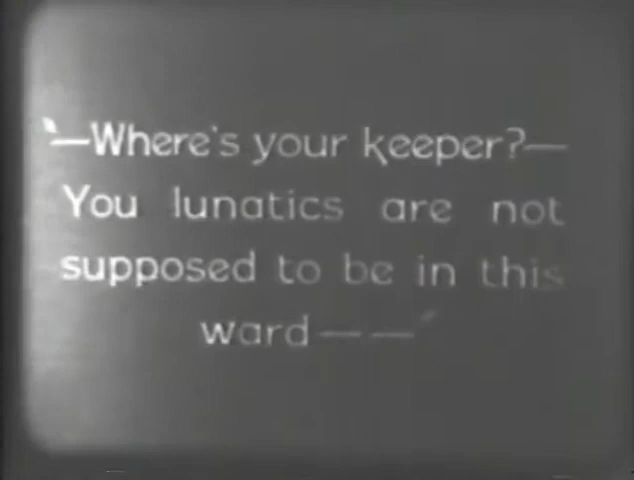 "—Where's your keeper?—
You lunatics are not
supposed to be in this
ward — —"